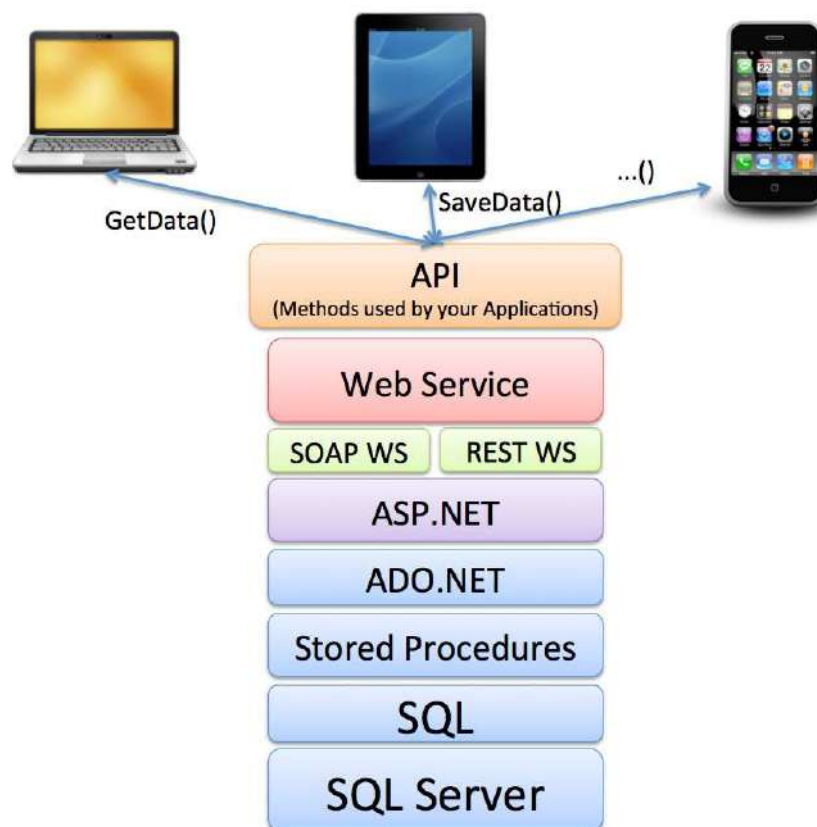 ...()
SaveData()
GetData()
API
(Methods used by your Applications)
Web Service
SOAP WS
REST WS
ASP.NET
ADO.NET
Stored Procedures
SQL
SQL Server